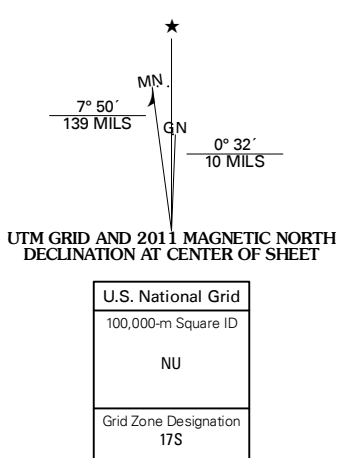 ★
MN
7° 50´
139 MILS
GN
0° 32´
10 MILS
UTM GRID AND 2011 MAGNETIC NORTH
DECLINATION AT CENTER OF SHEET
U.S. National Grid
100,000-m Square ID
NU
Grid Zone Designation
17S